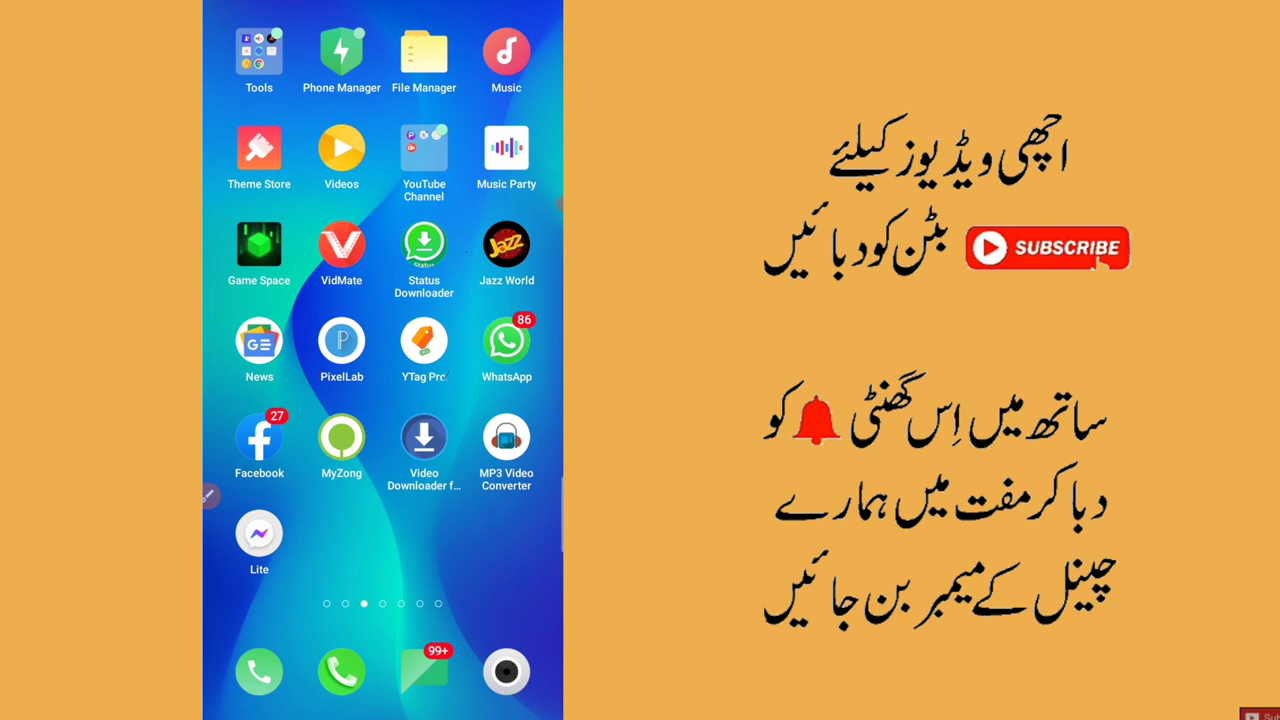 Tools Phone Manager File Manager Music
Theme Store Videos YouTube Channel Music Party
Game Space VidMate Status Downloader Jazz World
86
News PixelLab YTag Pro WhatsApp
27
Facebook MyZong Video Downloader f... MP3 Video Converter
Lite
99+
اچھی ویڈیوز کیلئے
SUBSCRIBE بٹن کو دبائیں
ساتھ میں اِس گھنٹی کو
دبا کر مفت میں ہمارے
چینل کے میمبر بن جائیں